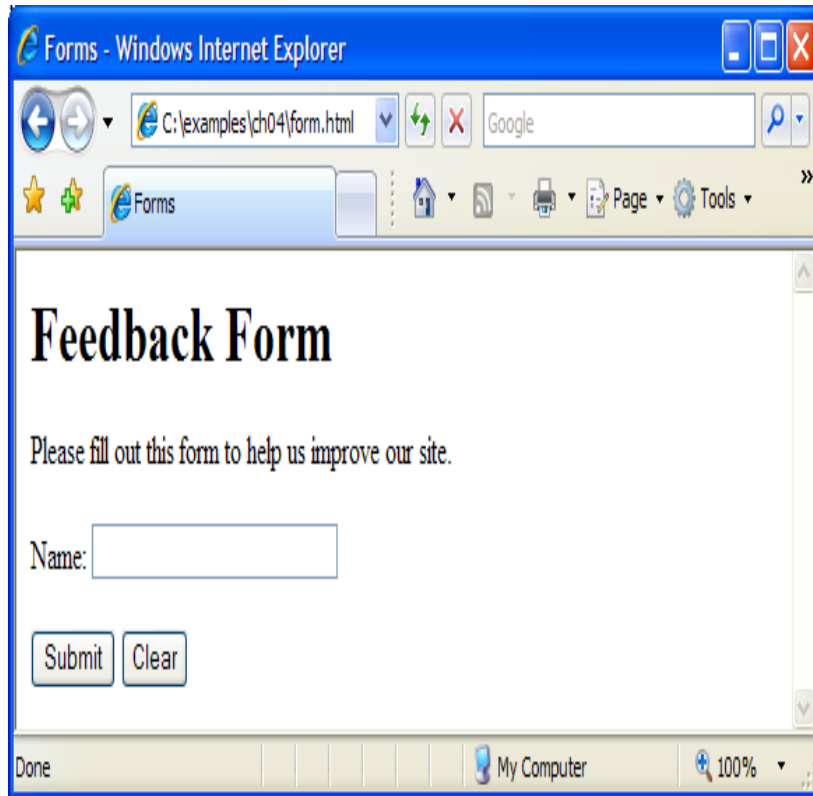 Forms - Windows Internet Explorer
C:\examples\ch04\form.html
Google
Forms
Page
Tools
»
Feedback Form
Please fill out this form to help us improve our site.
Name:
Submit Clear
Done
My Computer
100%